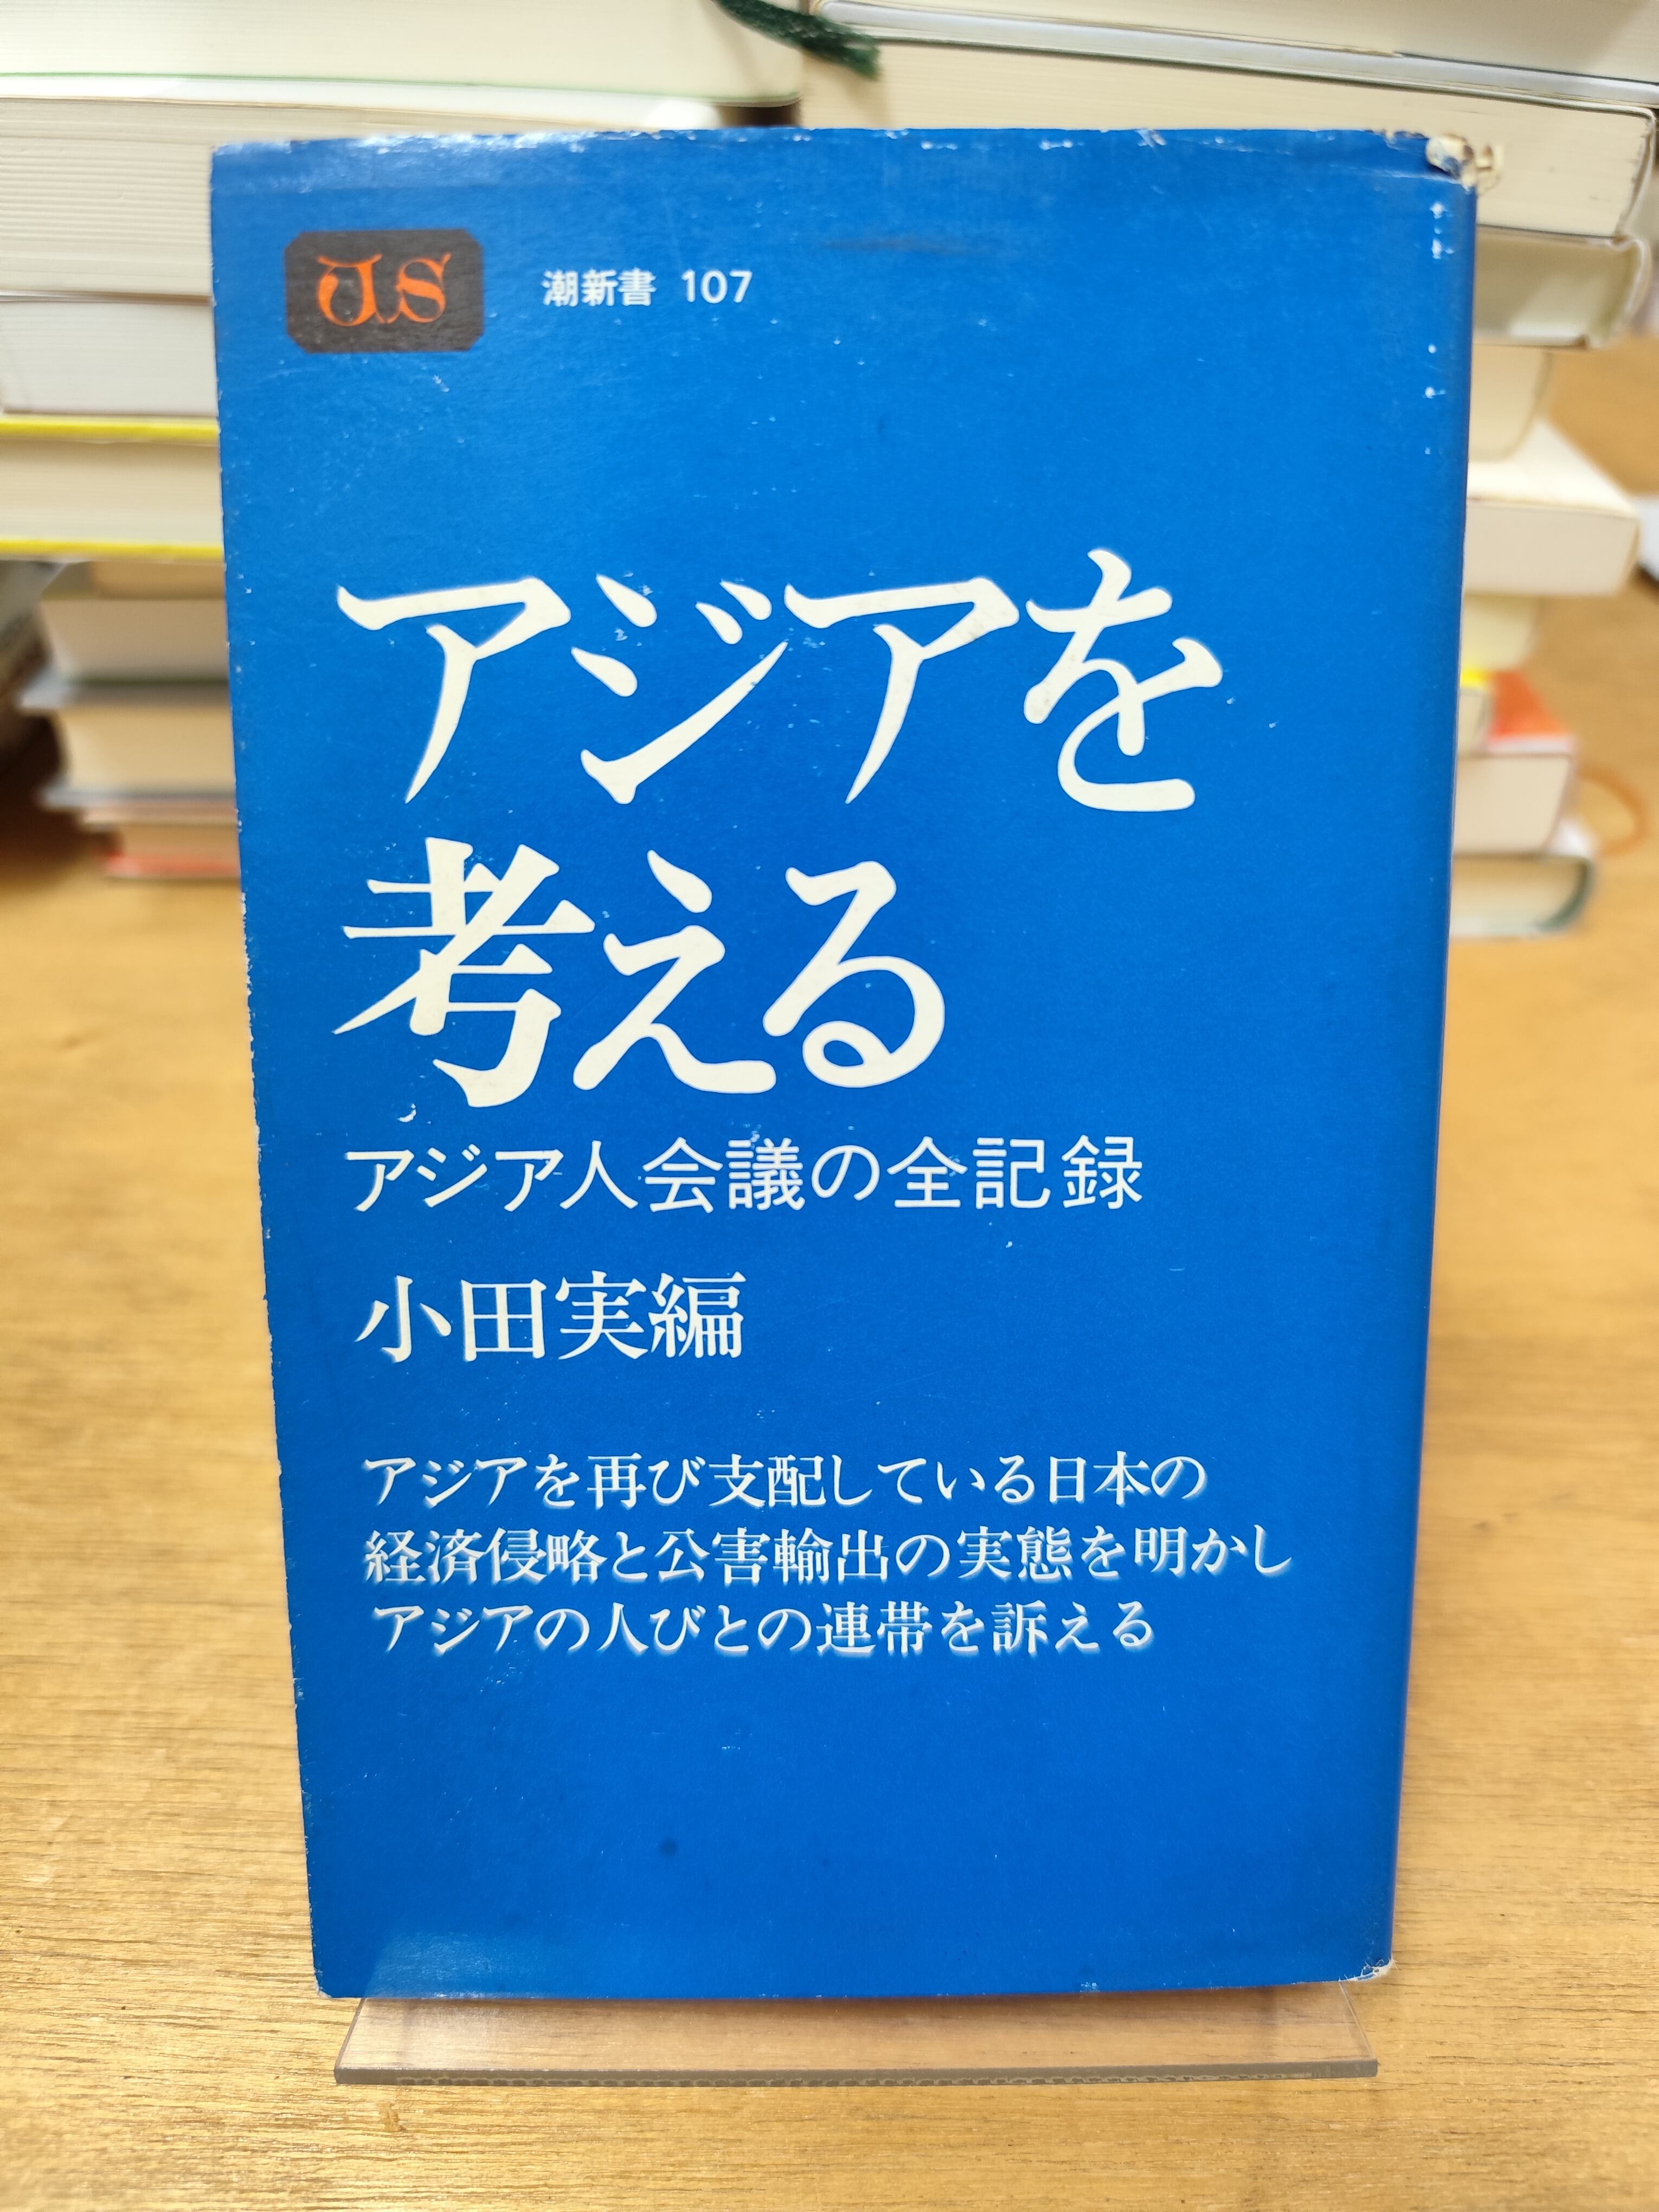 US 潮新書 107
アジアを
考える
アジア人会議の全記録
小田実編
アジアを再び支配している日本の
経済侵略と公害輸出の実態を明かし
アジアの人びとの連帯を訴える